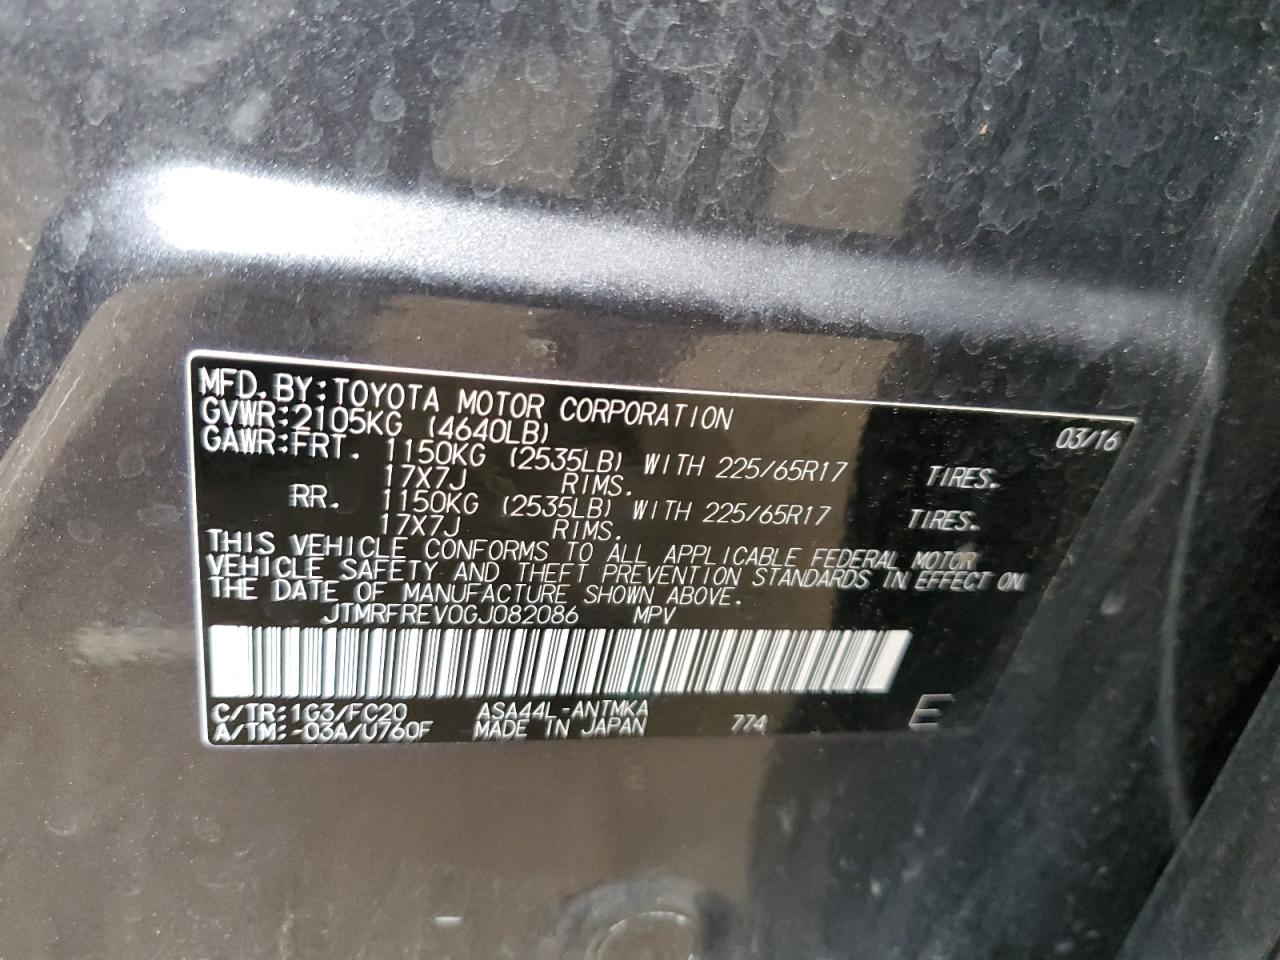 MFD. BY: TOYOTA MOTOR CORPORATION 03/16
GVWR: 2105KG (4640LB)
GAWR: FRT. 1150KG (2535LB) WITH 225/65R17 TIRES.
17X7J RIMS.
RR. 1150KG (2535LB) WITH 225/65R17 TIRES.
17X7J RIMS.
THIS VEHICLE CONFORMS TO ALL APPLICABLE FEDERAL MOTOR
VEHICLE SAFETY AND THEFT PREVENTION STANDARDS IN EFFECT ON
THE DATE OF MANUFACTURE SHOWN ABOVE.
JTMRFREV0GJ082086 MPV
C/TR: 1G3/FC20 ASA44L-ANTMKA
A/TM: -03A/U760F MADE IN JAPAN 774 E